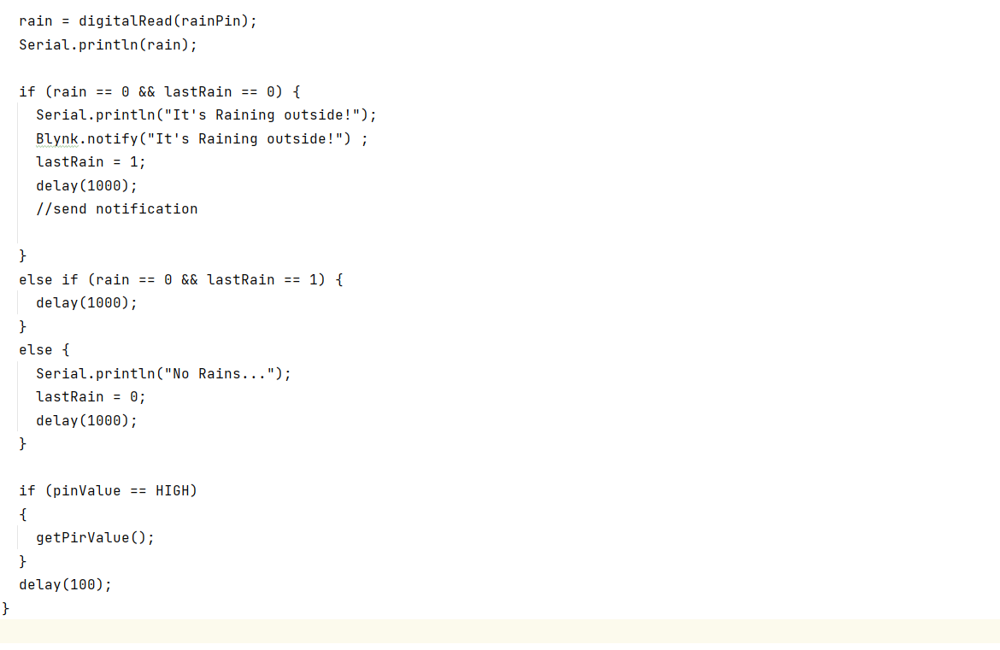 rain = digitalRead(rainPin);
Serial.println(rain);
if (rain == 0 && lastRain == 0) {
Serial.println("It's Raining outside!");
Blynk.notify("It's Raining outside!") ;
lastRain = 1;
delay(1000);
//send notification
}
else if (rain == 0 && lastRain == 1) {
delay(1000);
}
else {
Serial.println("No Rains...");
lastRain = 0;
delay(1000);
}
if (pinValue == HIGH)
{
getPirValue();
}
delay(100);
}